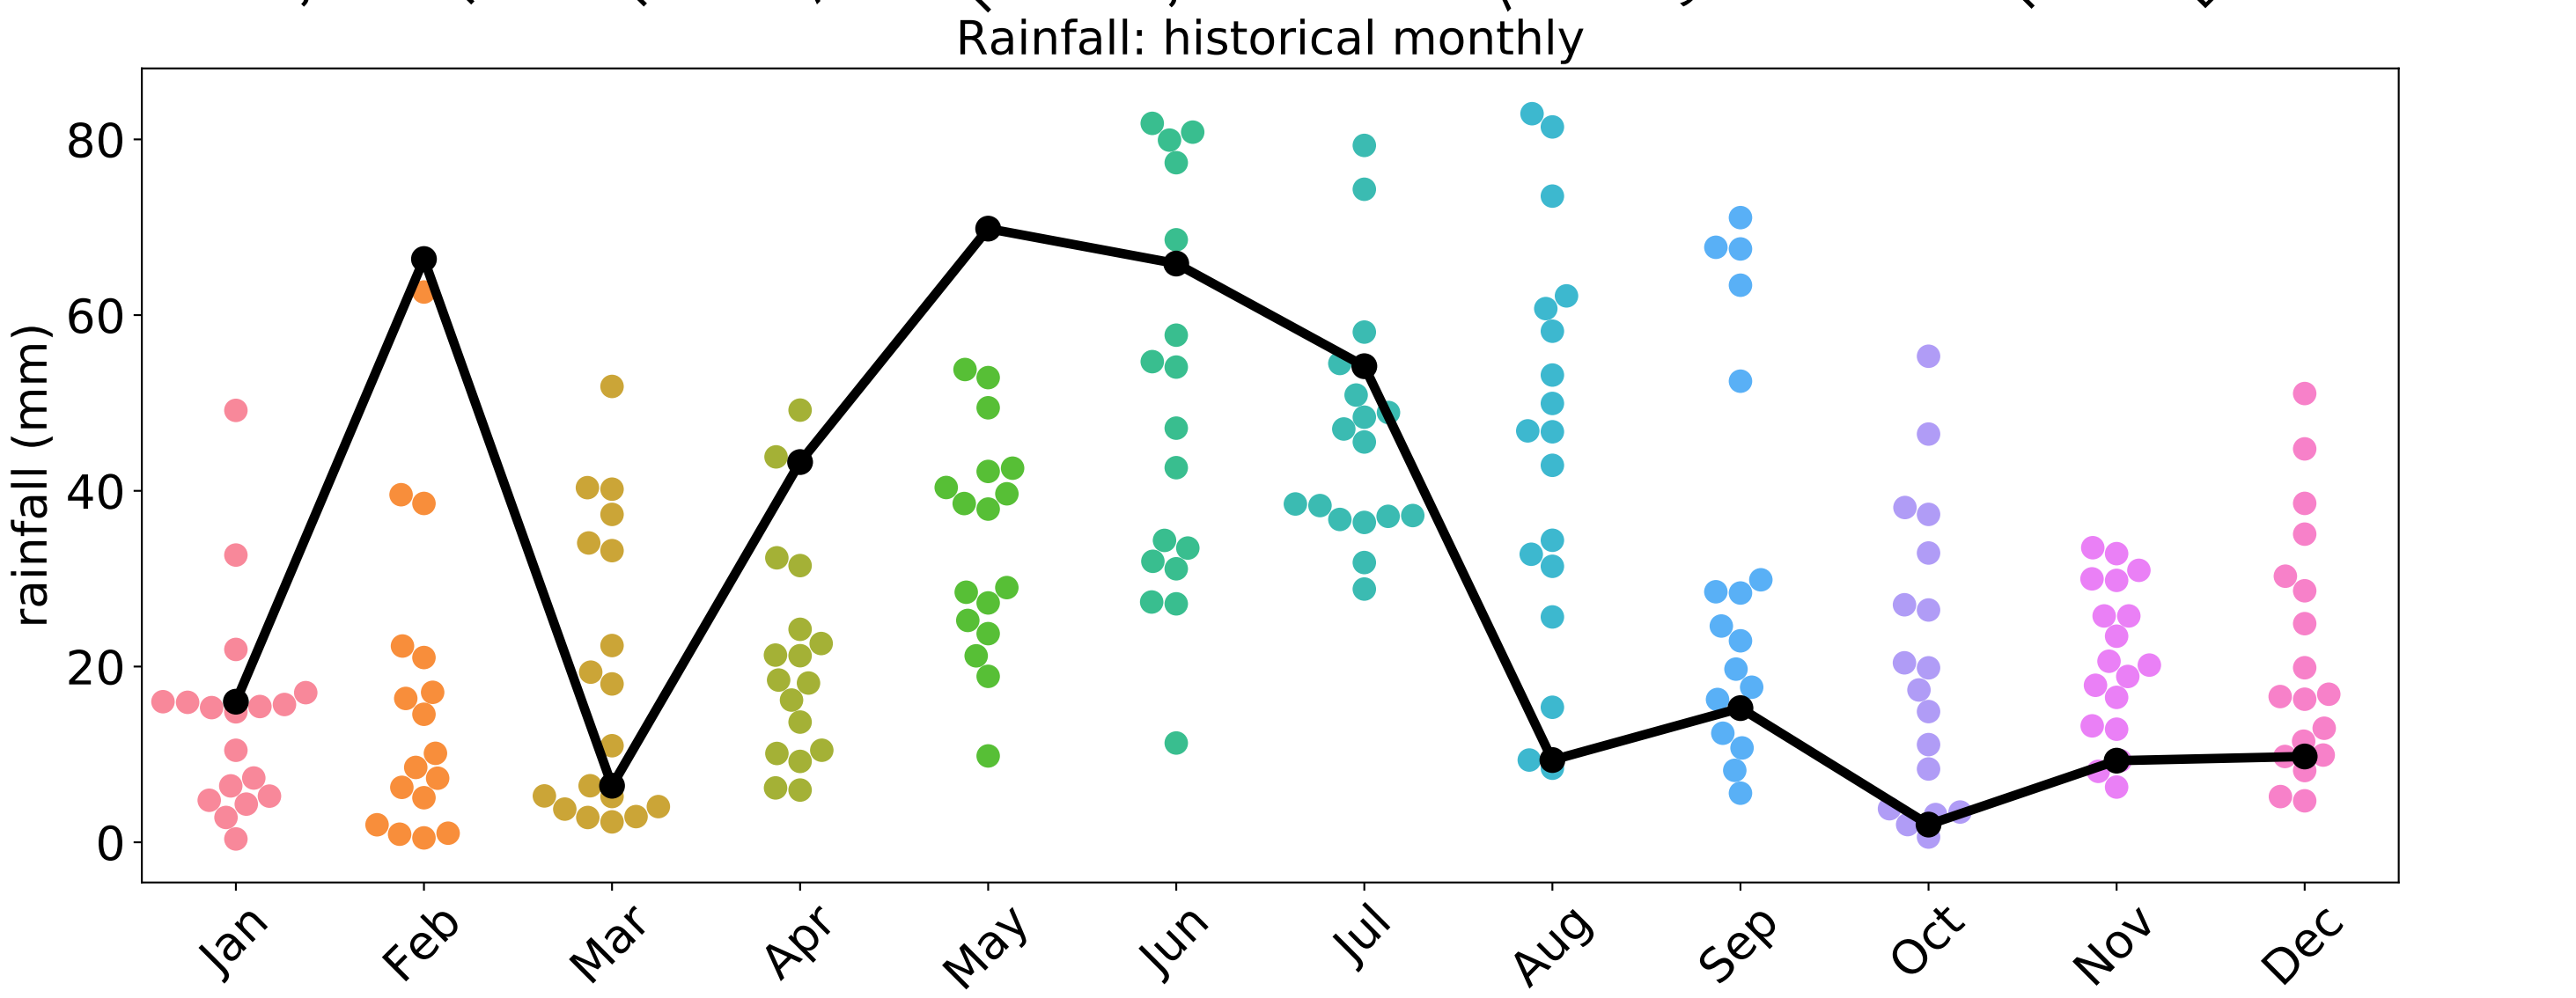 Rainfall: historical monthly
80
60
40
20
0
rainfall (mm)
Jan
Feb
Mar
Apr
May
Jun
Jul
Aug
Sep
Oct
Nov
Dec